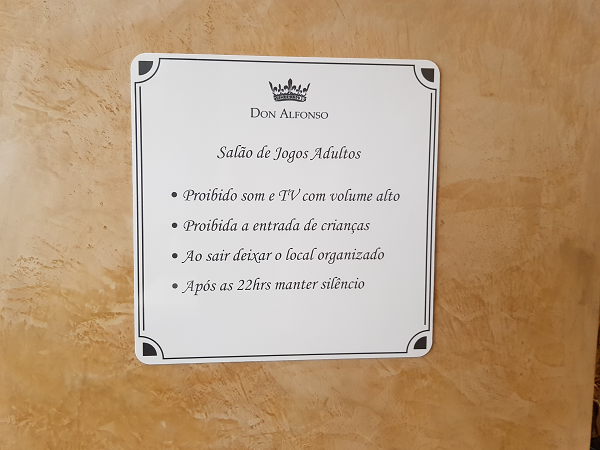 DON ALFONSO
Salão de Jogos Adultos
• Proibido som e TV com volume alto
• Proibida a entrada de crianças
• Ao sair deixar o local organizado
• Após as 22hrs manter silêncio